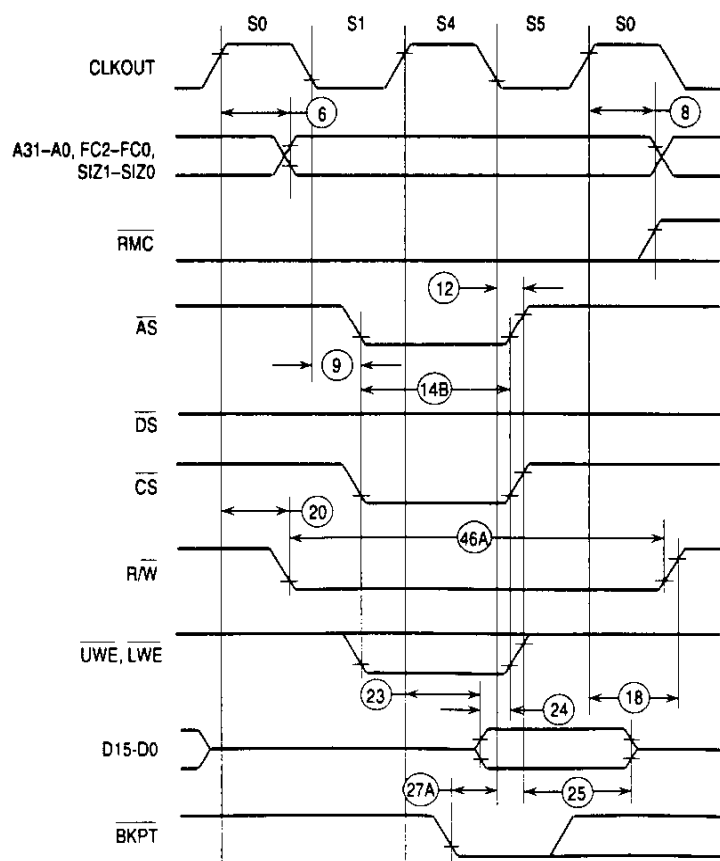 S0 S1 S4 S5 S0
CLKOUT
6
8
A31–A0, FC2–FC0,
SIZ1–SIZ0
RMC
12
AS
9
14B
DS
CS
20
46A
R/W
UWE, LWE
23
24
18
D15-D0
27A
25
BKPT